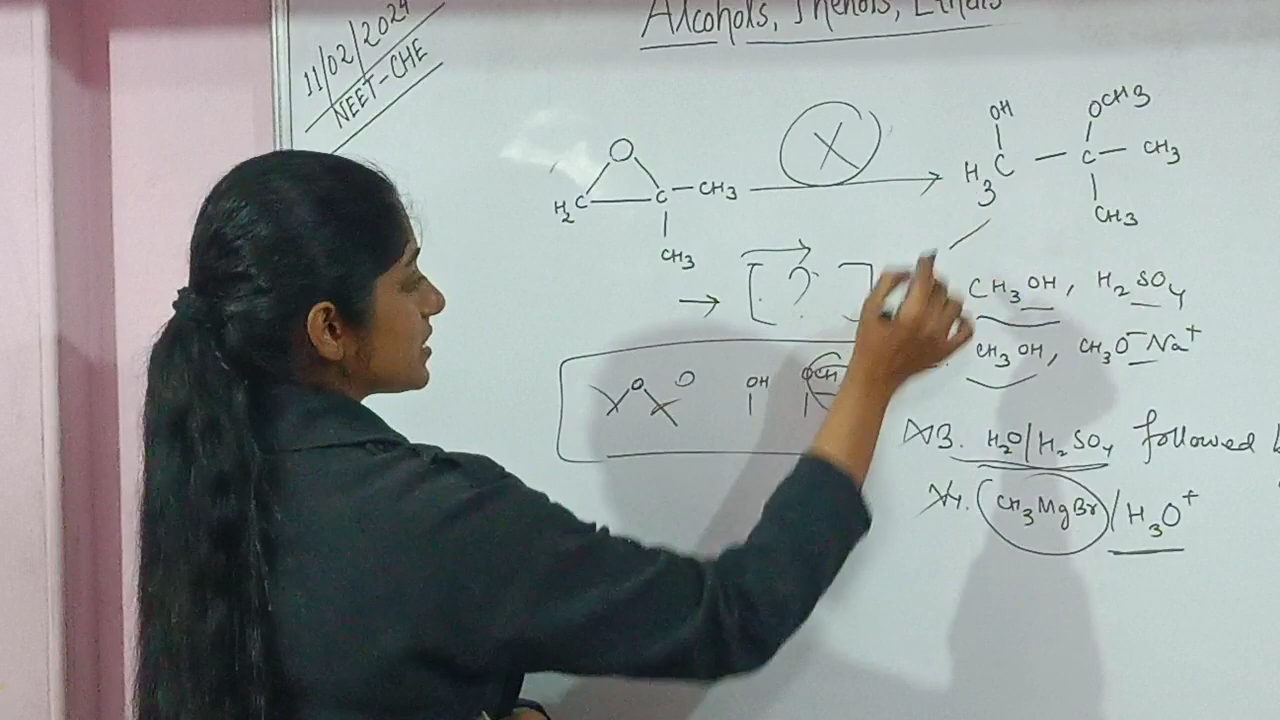 11/02/2024
NEET-CHE
Alcohols, Phenols, Ethers
O
H₂C C—CH₃
CH₃
X
OH OCH₃
H₃C — C — CH₃
CH₃
→ [ ? ]
CH₃OH, H₂SO₄
CH₃OH, CH₃O⁻Na⁺
3. H₂O/H₂SO₄ followed
4. CH₃MgBr/H₃O⁺
O O OH OCH